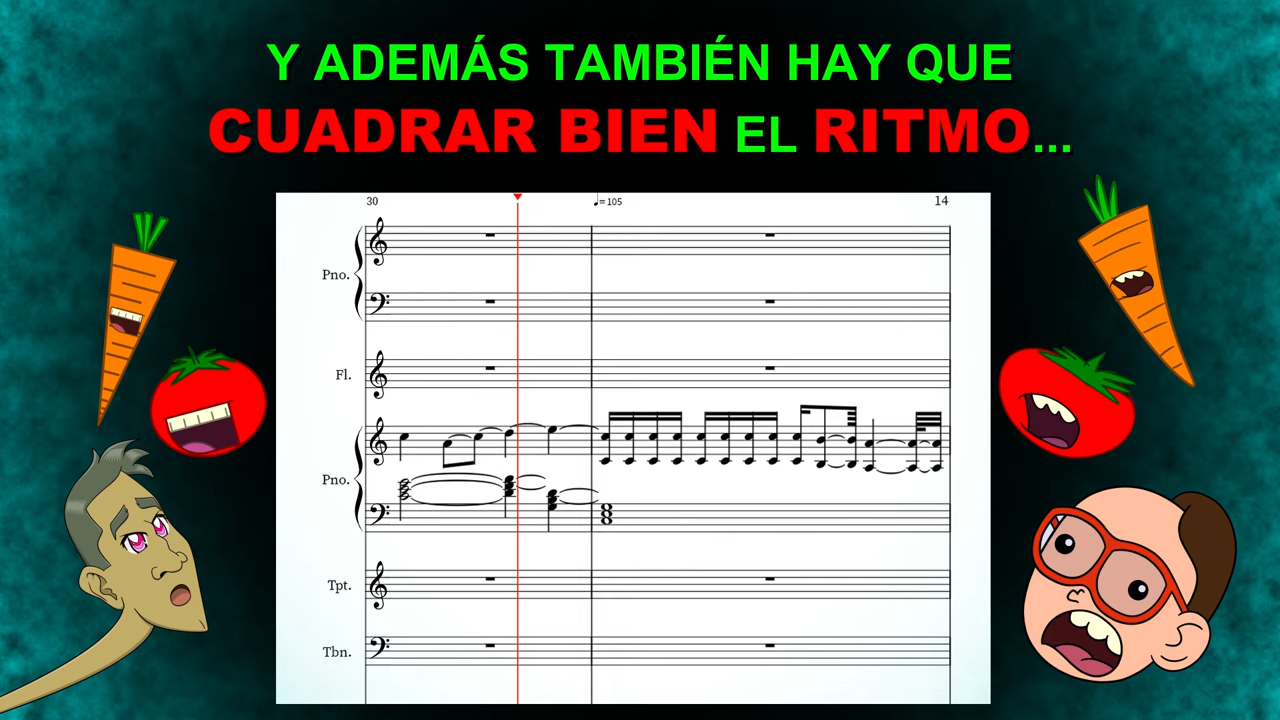 Y ADEMÁS TAMBIÉN HAY QUE
CUADRAR BIEN EL RITMO...
30
= 105
14
Pno.
Fl.
Pno.
Tpt.
Tbn.